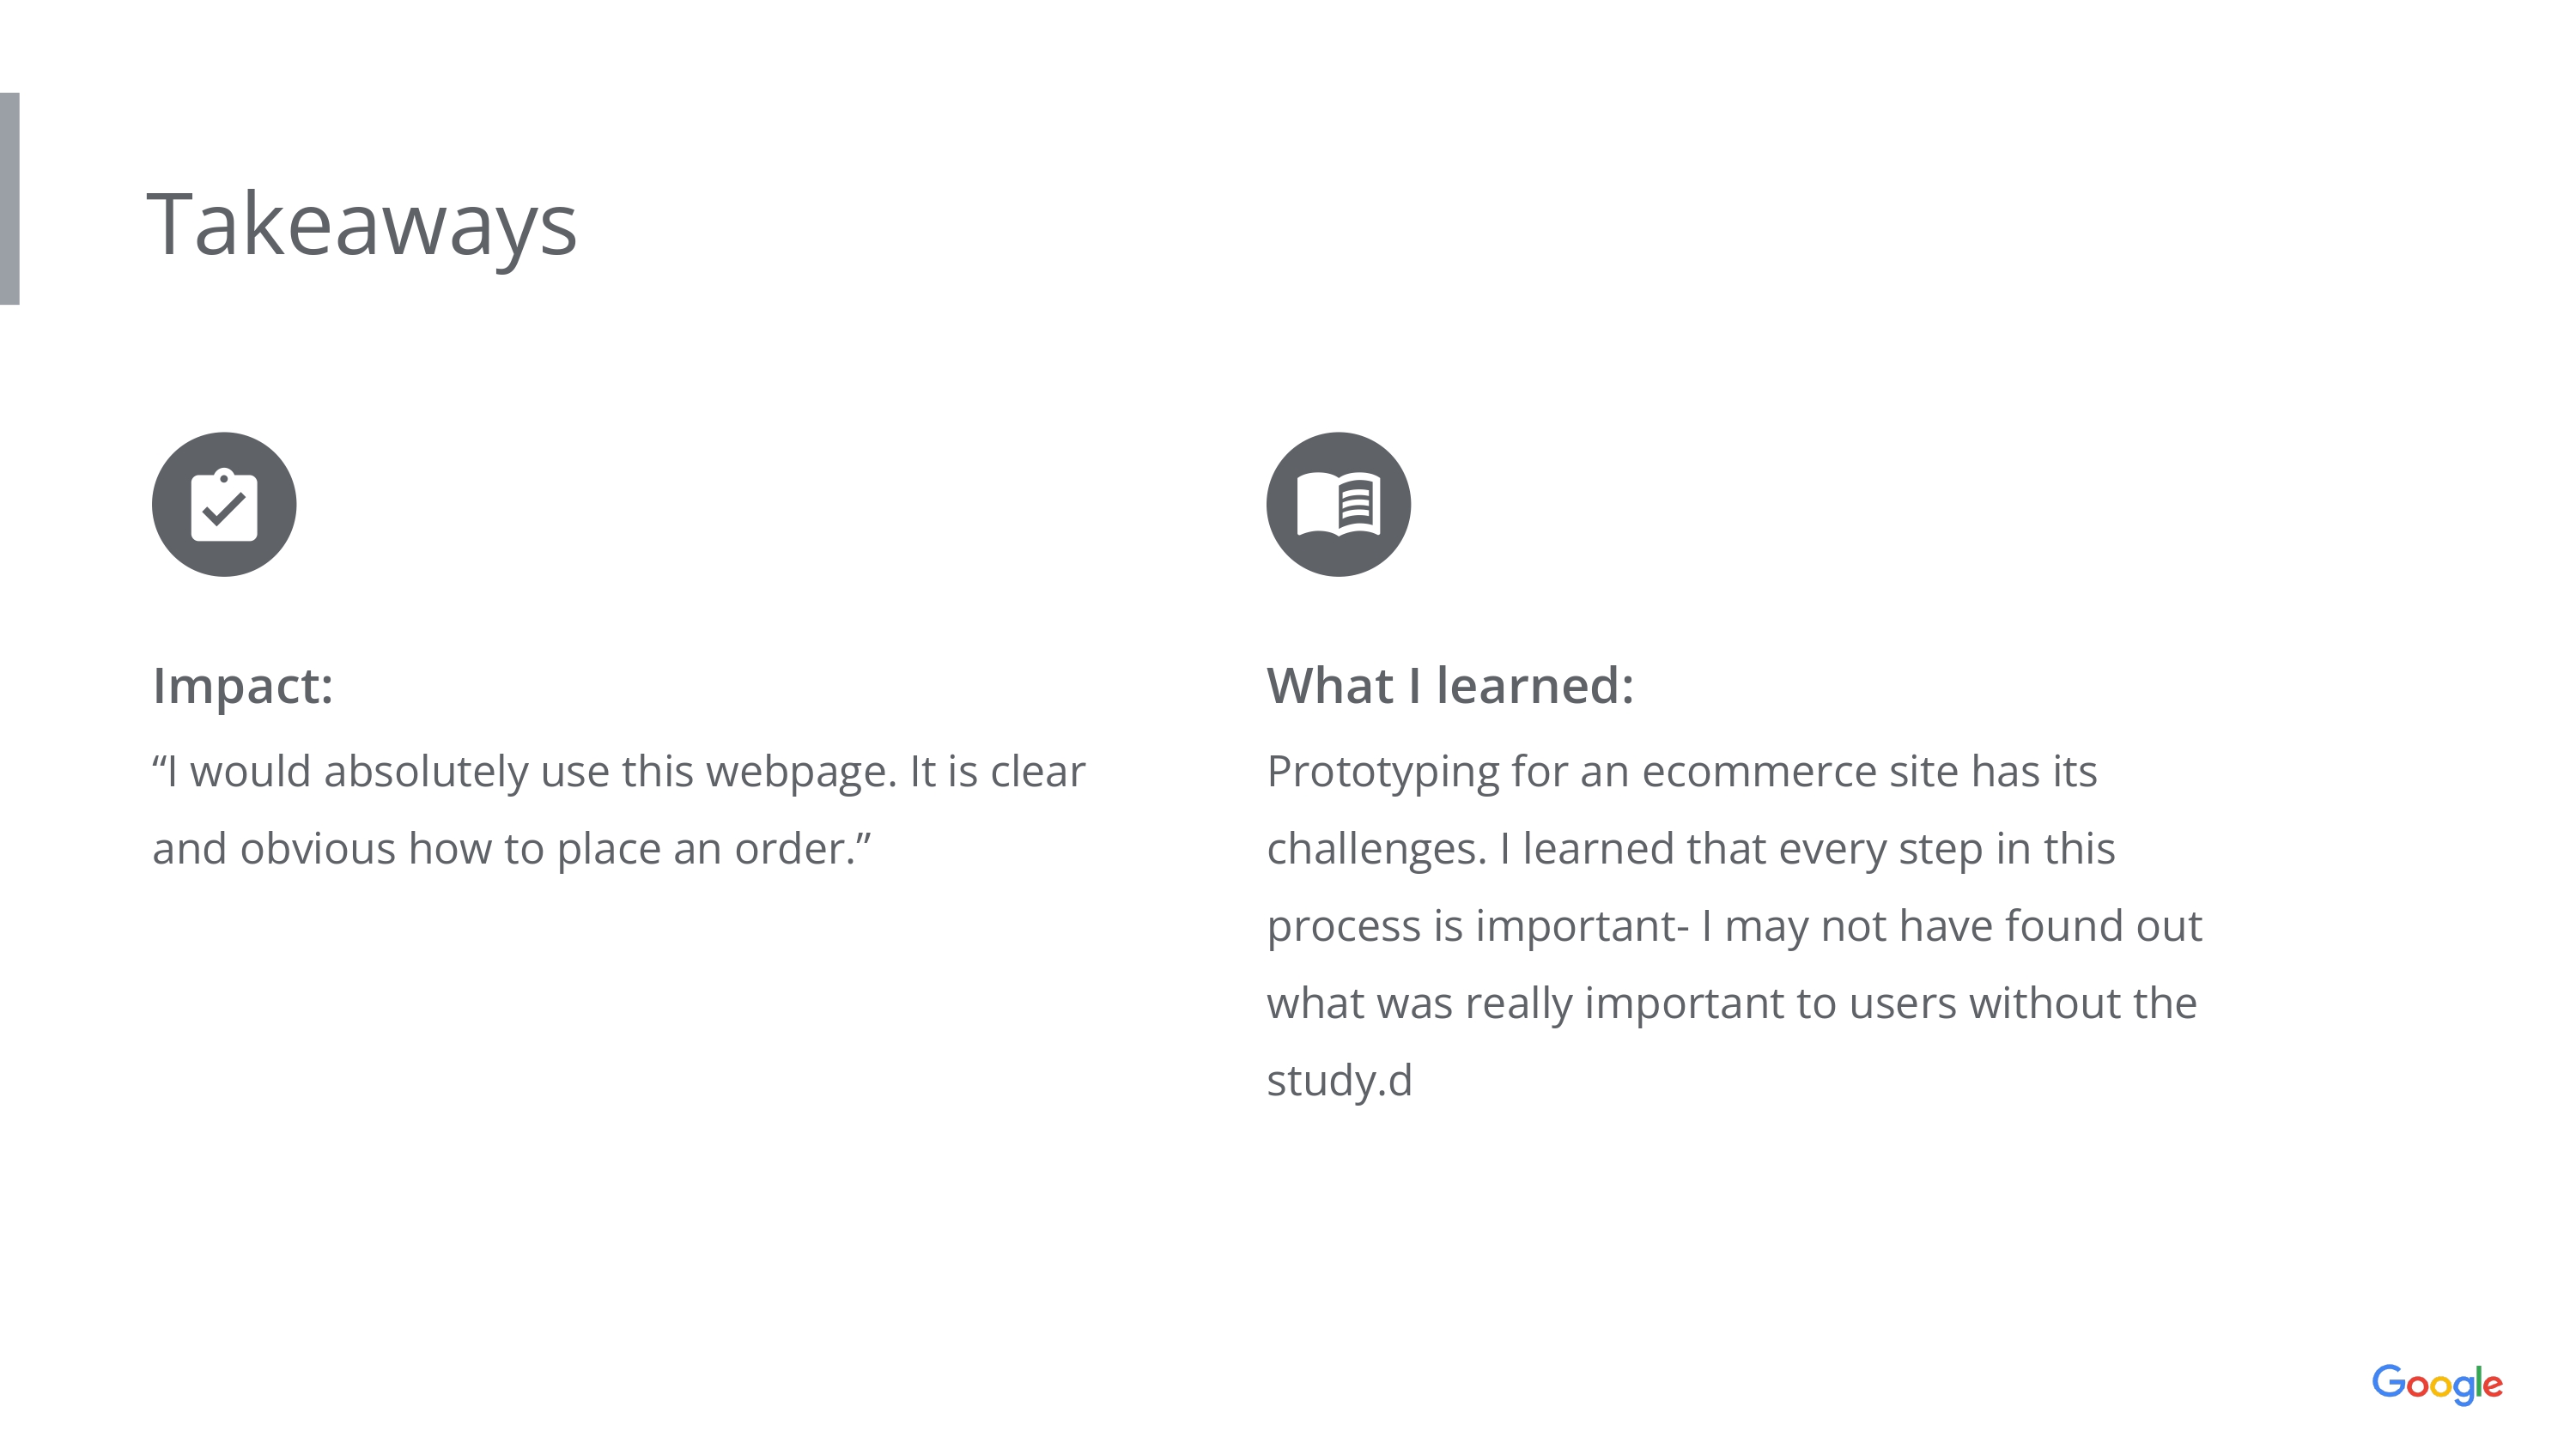 Takeaways
Impact:
“I would absolutely use this webpage. It is clear
and obvious how to place an order.”
What I learned:
Prototyping for an ecommerce site has its
challenges. I learned that every step in this
process is important- I may not have found out
what was really important to users without the
study.d
Google